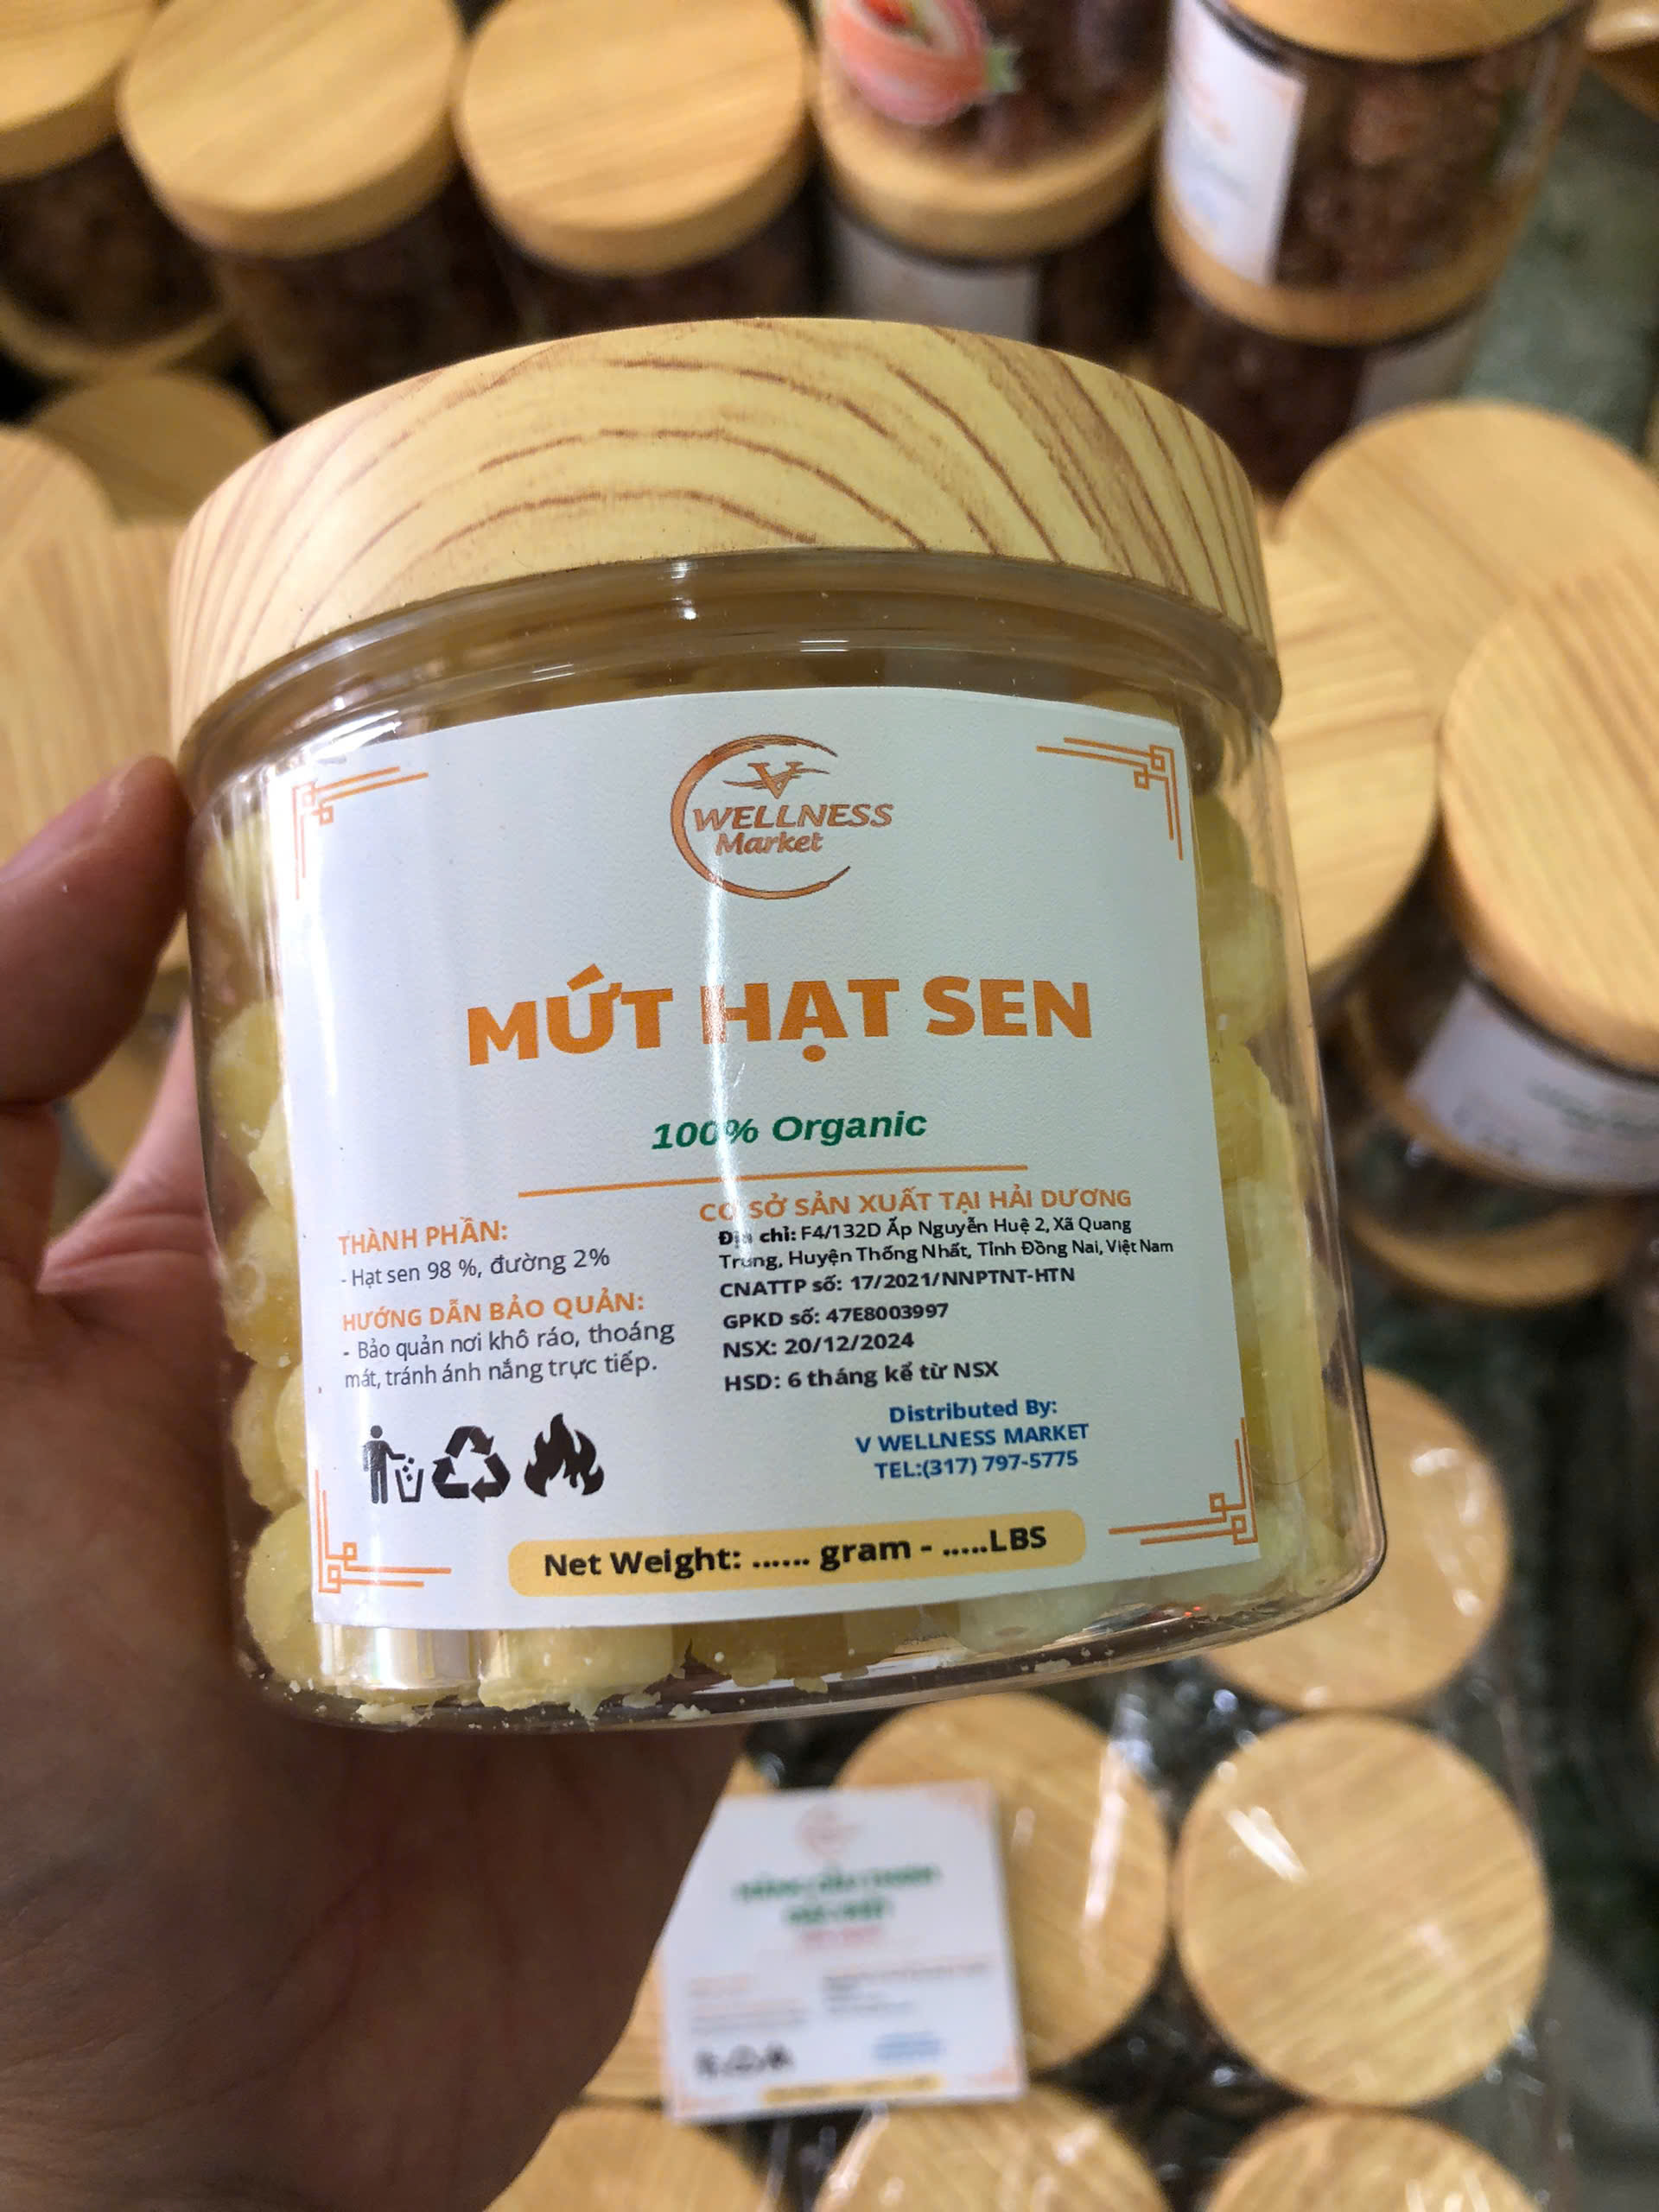 V
WELLNESS
Market
MỨT HẠT SEN
100% Organic
THÀNH PHẦN:
- Hạt sen 98 %, đường 2%
HƯỚNG DẪN BẢO QUẢN:
- Bảo quản nơi khô ráo, thoáng
mát, tránh ánh nắng trực tiếp.
CƠ SỞ SẢN XUẤT TẠI HẢI DƯƠNG
Địa chỉ: F4/132D Ấp Nguyễn Huệ 2, Xã Quang
Trung, Huyện Thống Nhất, Tỉnh Đồng Nai, Việt Nam
CNATTP số: 17/2021/NNPTNT-HTN
GPKD số: 47E8003997
NSX: 20/12/2024
HSD: 6 tháng kể từ NSX
Distributed By:
V WELLNESS MARKET
TEL:(317) 797-5775
Net Weight: ...... gram - .....LBS